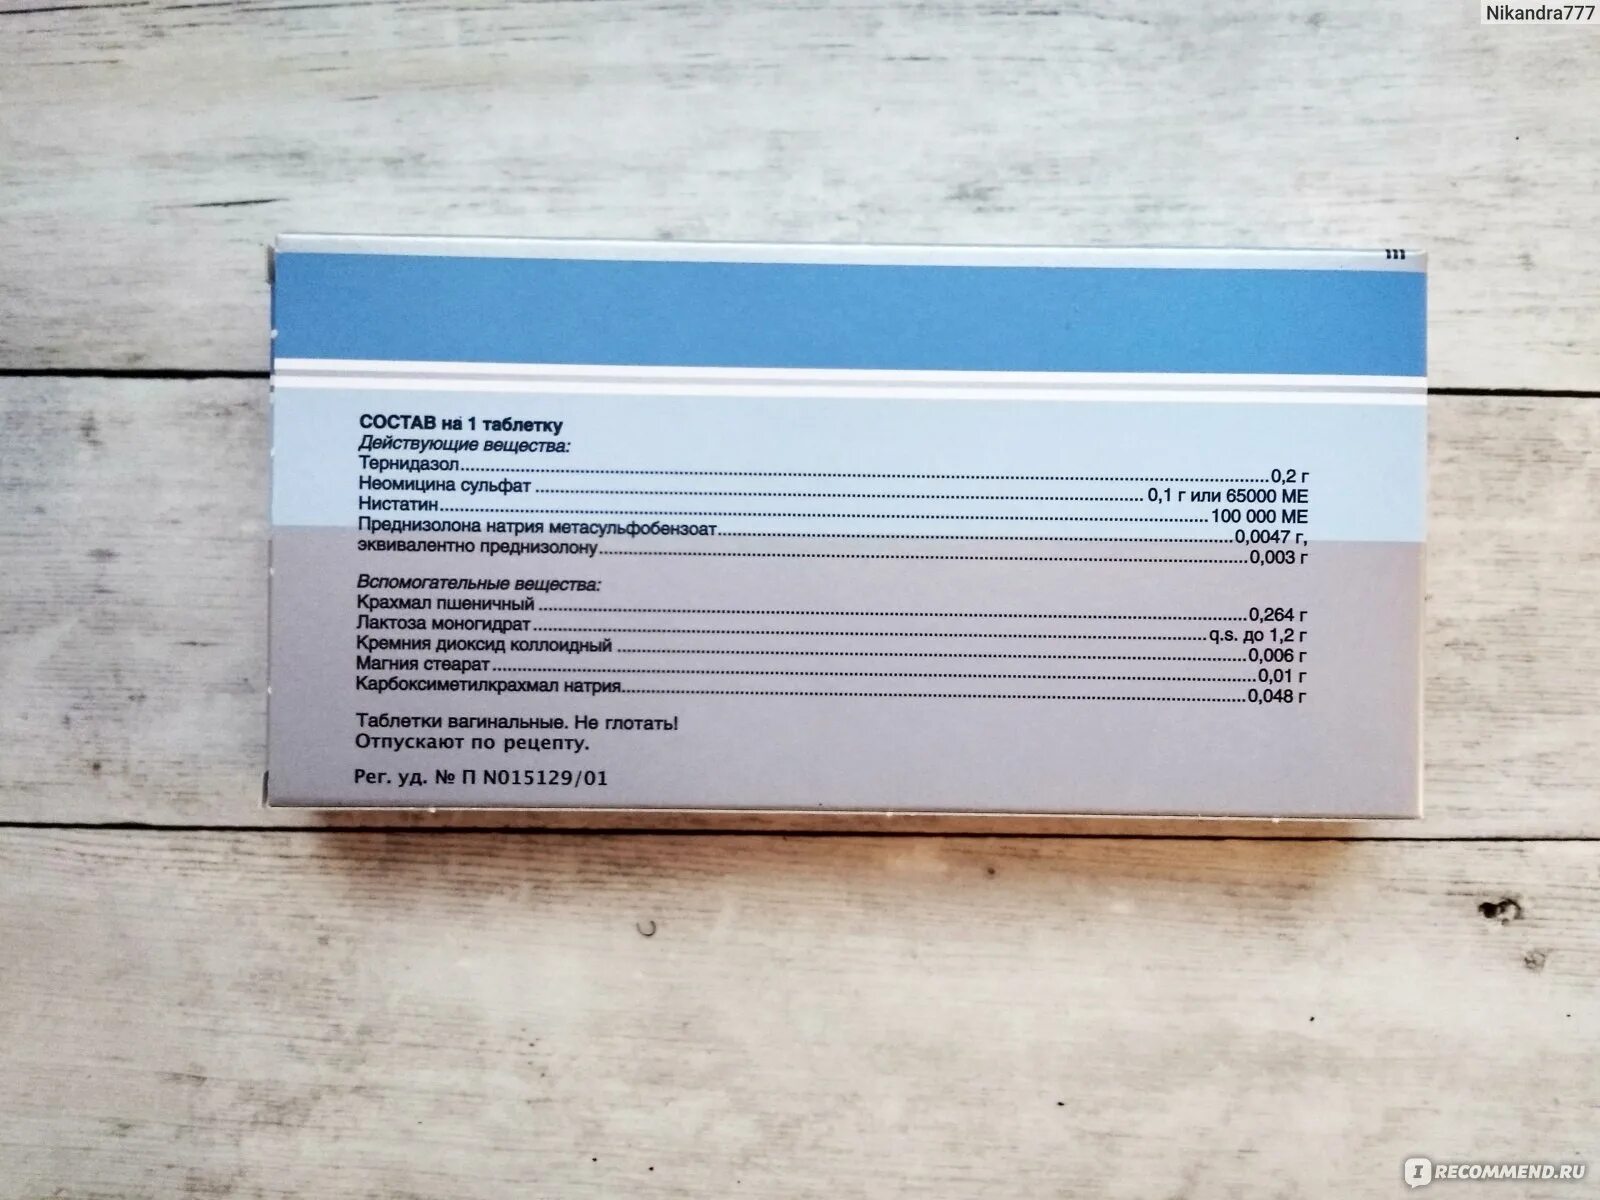 Nikandra777
СОСТАВ на 1 таблетку
Действующие вещества:
Тернидазол........0,2 г
Неомицина сульфат........0,1 г или 65000 МЕ
Нистатин........100 000 МЕ
Преднизолона натрия метасульфобензоат........0,0047 г,
эквивалентно преднизолону........0,003 г
Вспомогательные вещества:
Крахмал пшеничный........0,264 г
Лактоза моногидрат........q.s. до 1,2 г
Кремния диоксид коллоидный........0,006 г
Магния стеарат........0,01 г
Карбоксиметилкрахмал натрия........0,048 г
Таблетки вагинальные. Не глотать!
Отпускают по рецепту.
Рег. уд. № П N015129/01
IRECOMMEND.RU